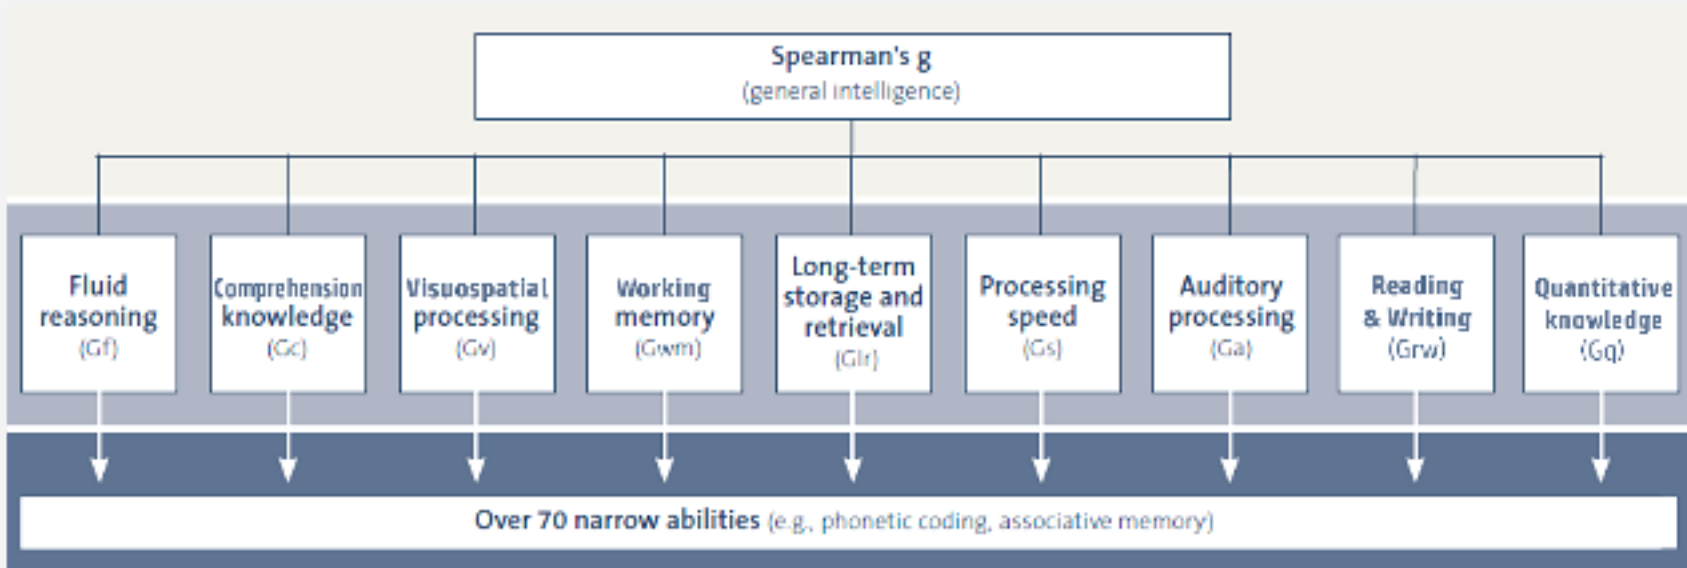 Spearman's g
(general intelligence)
Fluid
reasoning
(Gf)
Comprehension
knowledge
(Gc)
Visuospatial
processing
(Gv)
Working
memory
(Gwm)
Long-term
storage and
retrieval
(Glr)
Processing
speed
(Gs)
Auditory
processing
(Ga)
Reading
& Writing
(Grw)
Quantitative
knowledge
(Gq)
Over 70 narrow abilities (e.g., phonetic coding, associative memory)